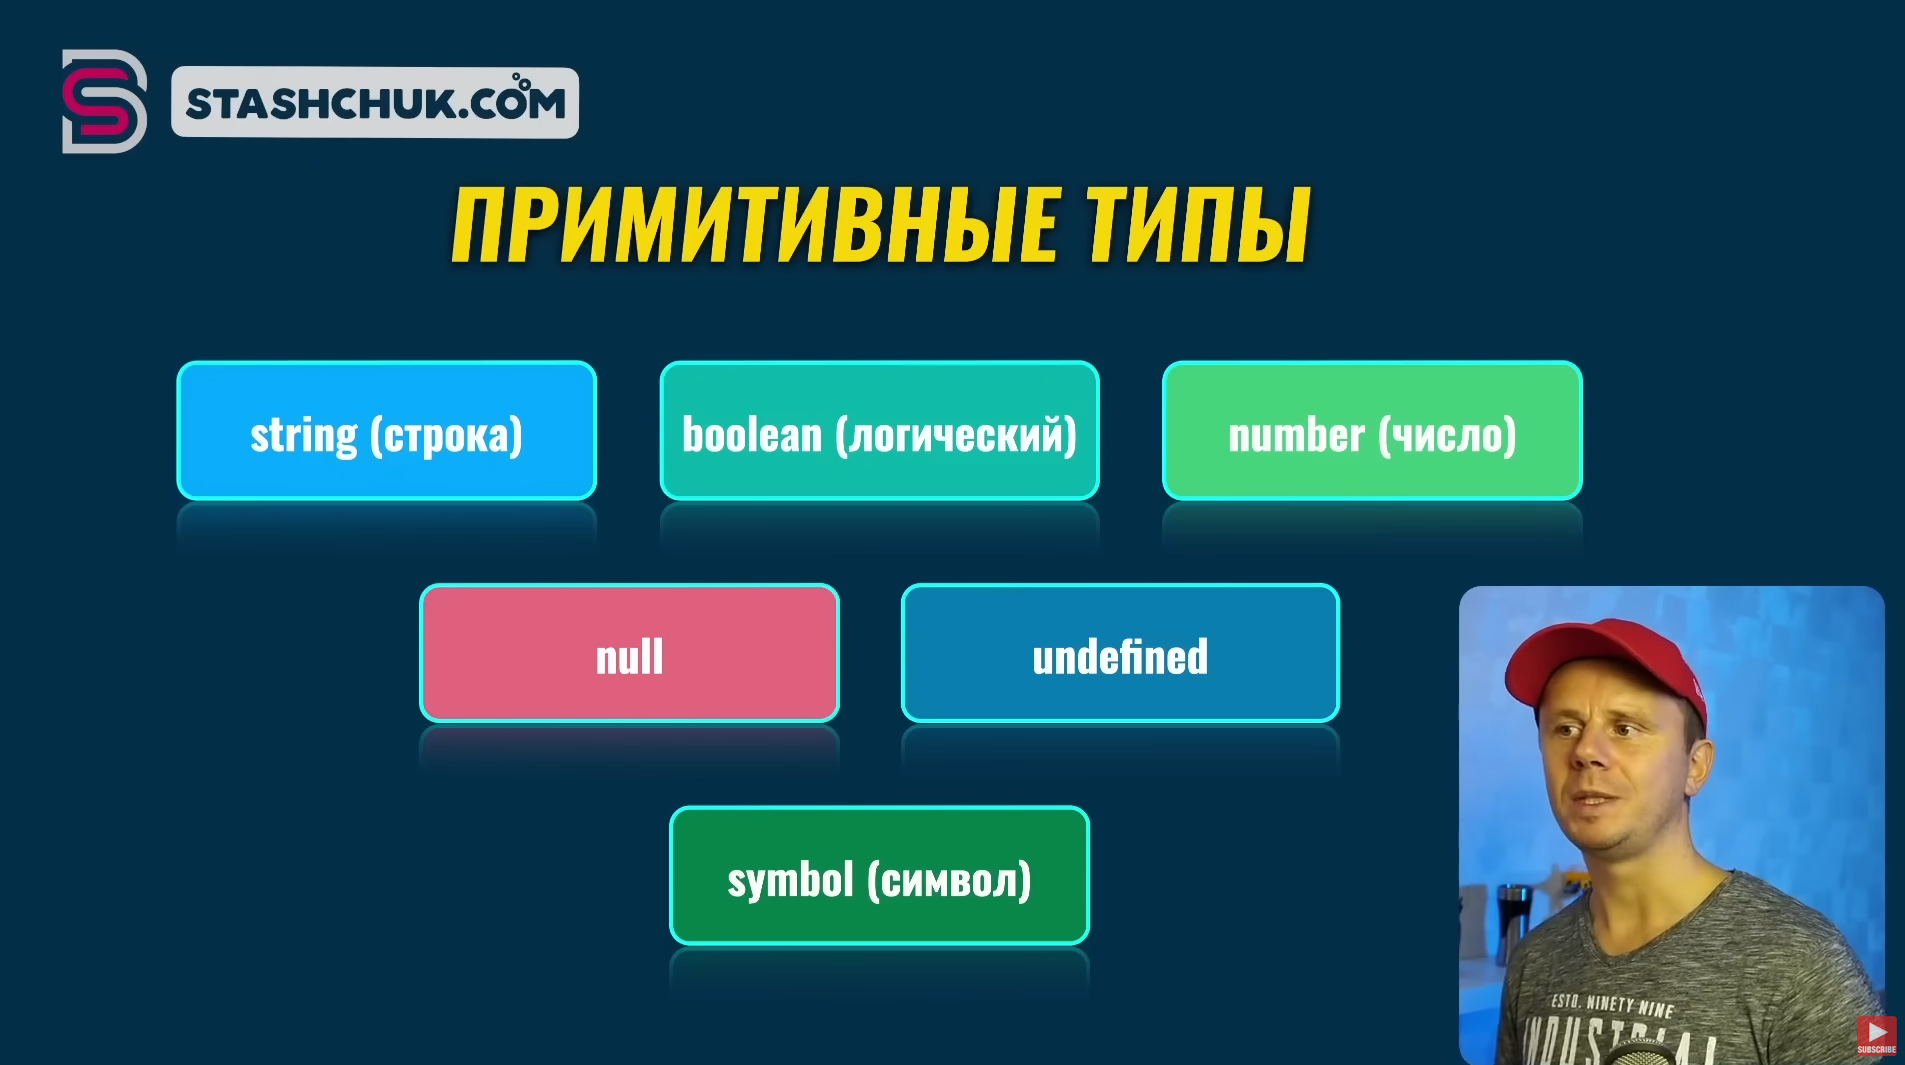 STASHCHUK.COM
ПРИМИТИВНЫЕ ТИПЫ
string (строка)
boolean (логический)
number (число)
null
undefined
symbol (символ)
ESTD. NINETY NINE
INDUSTRIAL
SUBSCRIBE